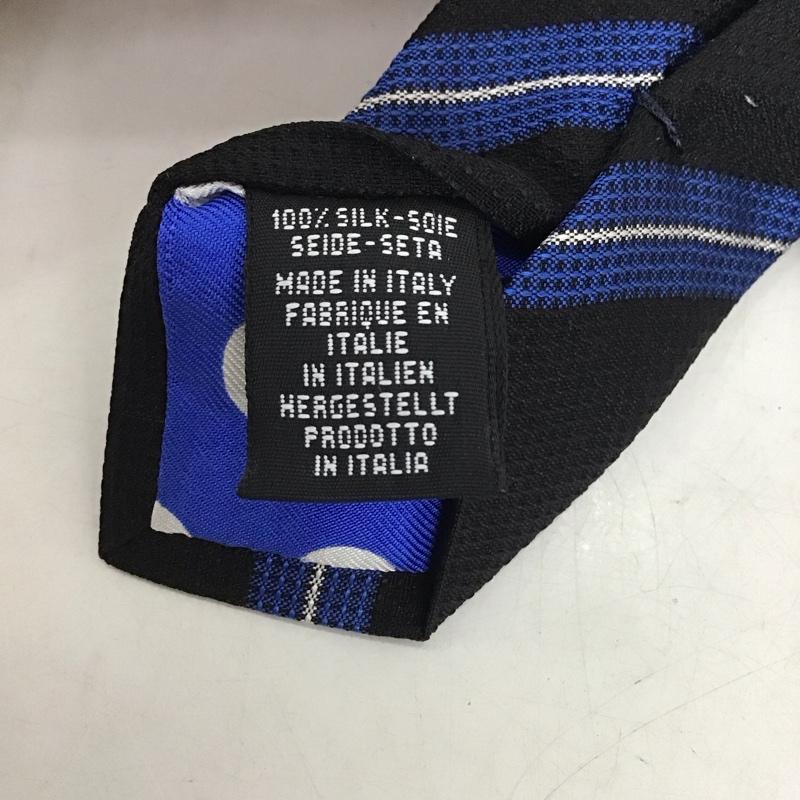 100% SILK-SOIE
SEIDE-SETA
MADE IN ITALY
FABRIQUE EN
ITALIE
IN ITALIEN
HERGESTELLT
PRODOTTO
IN ITALIA